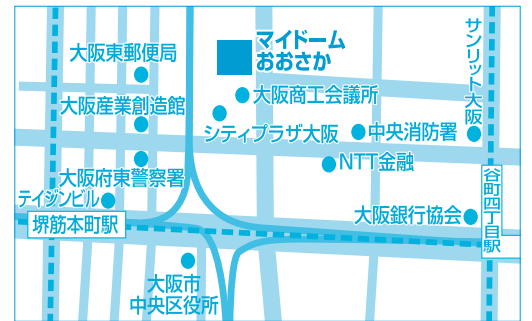 マイドーム
おおさか
大阪東郵便局
サンリット大阪
大阪商工会議所
大阪産業創造館
シティプラザ大阪
中央消防署
NTT金融
大阪府東警察署
テイジンビル
谷町四丁目駅
大阪銀行協会
堺筋本町駅
大阪市
中央区役所